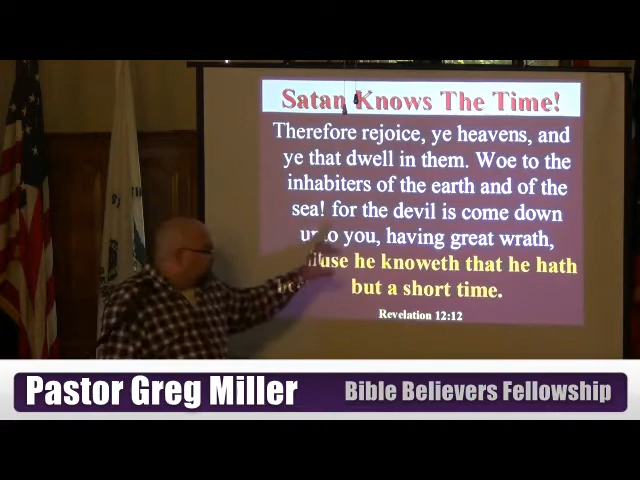 Satan Knows The Time!
Therefore rejoice, ye heavens, and
ye that dwell in them. Woe to the
inhabiters of the earth and of the
sea! for the devil is come down
unto you, having great wrath,
he knoweth that he hath
but a short time.
Revelation 12:12
Pastor Greg Miller
Bible Believers Fellowship